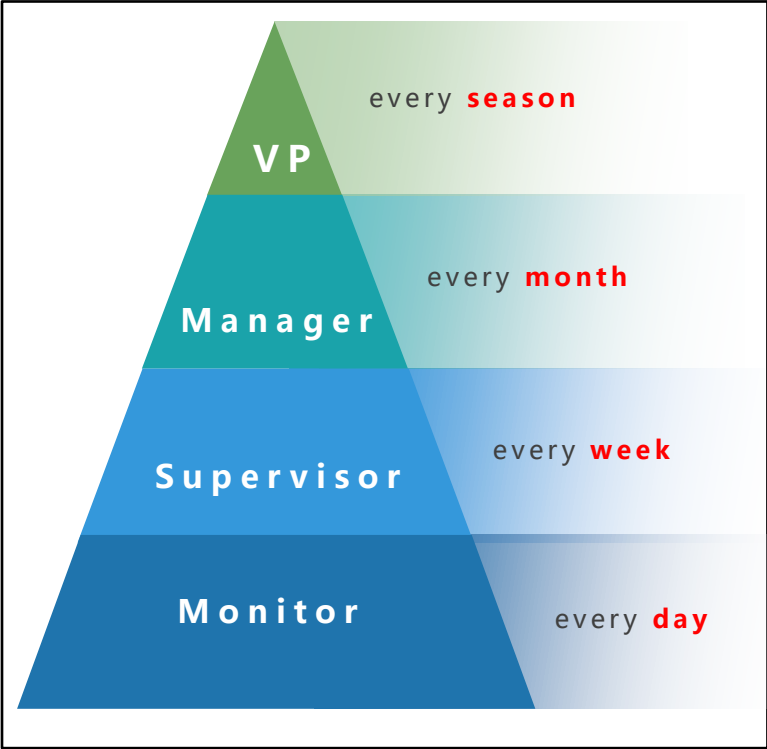 every season
VP
every month
Manager
every week
Supervisor
Monitor
every day